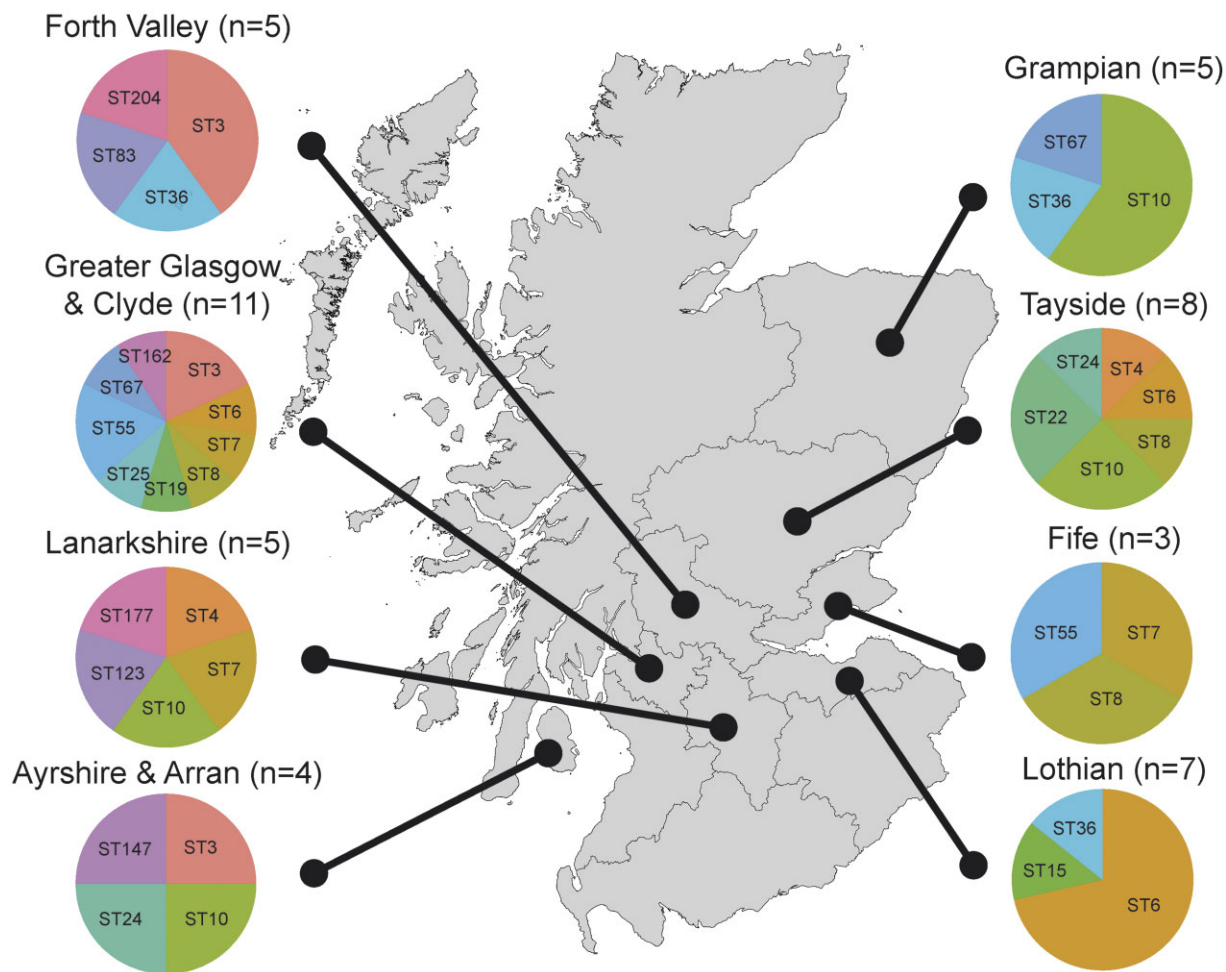 Forth Valley (n=5)
ST204
ST3
ST83
ST36
Greater Glasgow
& Clyde (n=11)
ST162
ST3
ST67
ST6
ST55
ST7
ST25
ST8
ST19
Lanarkshire (n=5)
ST177
ST4
ST123
ST7
ST10
Ayrshire & Arran (n=4)
ST147
ST3
ST24
ST10
Grampian (n=5)
ST67
ST36
ST10
Tayside (n=8)
ST24
ST4
ST6
ST22
ST8
ST10
Fife (n=3)
ST55
ST7
ST8
Lothian (n=7)
ST36
ST15
ST6